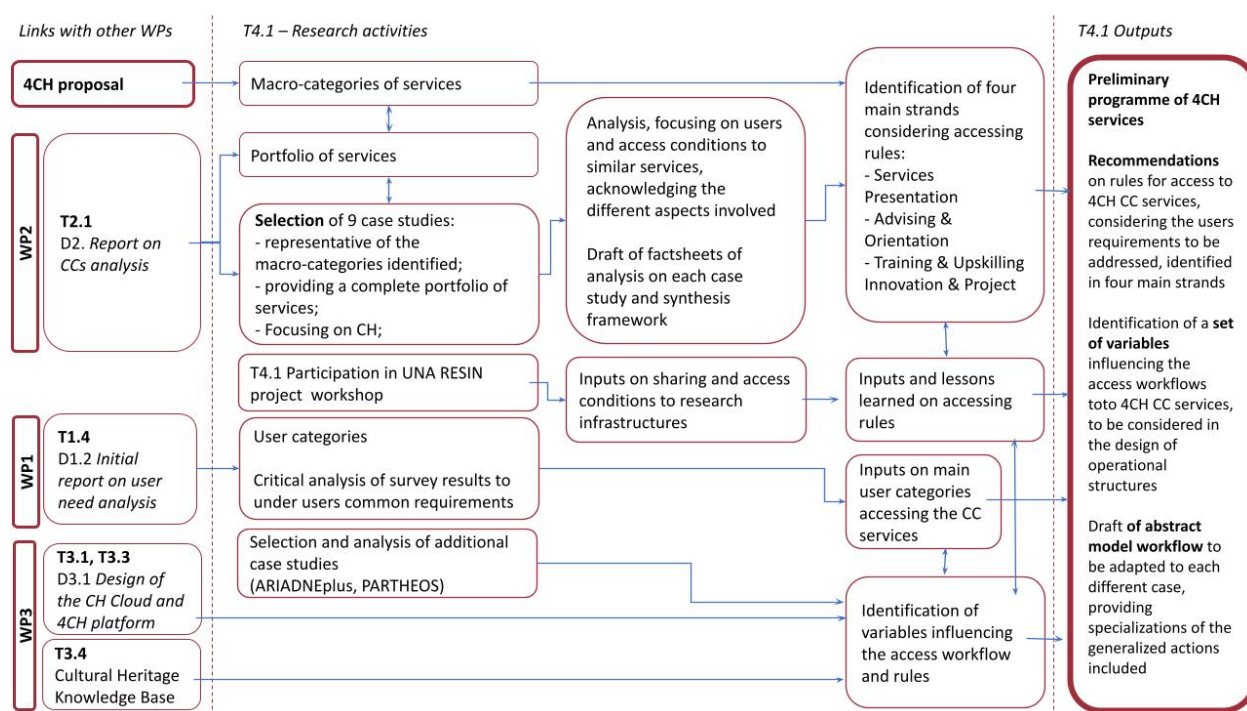 Links with other WPs
T4.1 – Research activities
T4.1 Outputs
4CH proposal
Macro-categories of services
WP2
T2.1
D2. Report on
CCs analysis
Portfolio of services
Selection of 9 case studies:
- representative of the
macro-categories identified;
- providing a complete portfolio of
services;
- Focusing on CH;
Analysis, focusing on users
and access conditions to
similar services,
acknowledging the
different aspects involved
Draft of factsheets of
analysis on each case
study and synthesis
framework
Identification of four
main strands
considering accessing
rules:
- Services
Presentation
- Advising &
Orientation
- Training & Upskilling
Innovation & Project
T4.1 Participation in UNA RESIN
project workshop
Inputs on sharing and access
conditions to research
infrastructures
Inputs and lessons
learned on accessing
rules
WP1
T1.4
D1.2 Initial
report on user
need analysis
User categories
Critical analysis of survey results to
under users common requirements
Inputs on main
user categories
accessing the CC
services
WP3
T3.1, T3.3
D3.1 Design of
the CH Cloud and
4CH platform
T3.4
Cultural Heritage
Knowledge Base
Selection and analysis of additional
case studies
(ARIADNEplus, PARTHEOS)
Identification of
variables influencing
the access workflow
and rules
Preliminary
programme of 4CH
services
Recommendations
on rules for access to
4CH CC services,
considering the users
requirements to be
addressed, identified
in four main strands
Identification of a set
of variables
influencing the
access workflows
toto 4CH CC services,
to be considered in
the design of
operational
structures
Draft of abstract
model workflow to
be adapted to each
different case,
providing
specializations of the
generalized actions
included